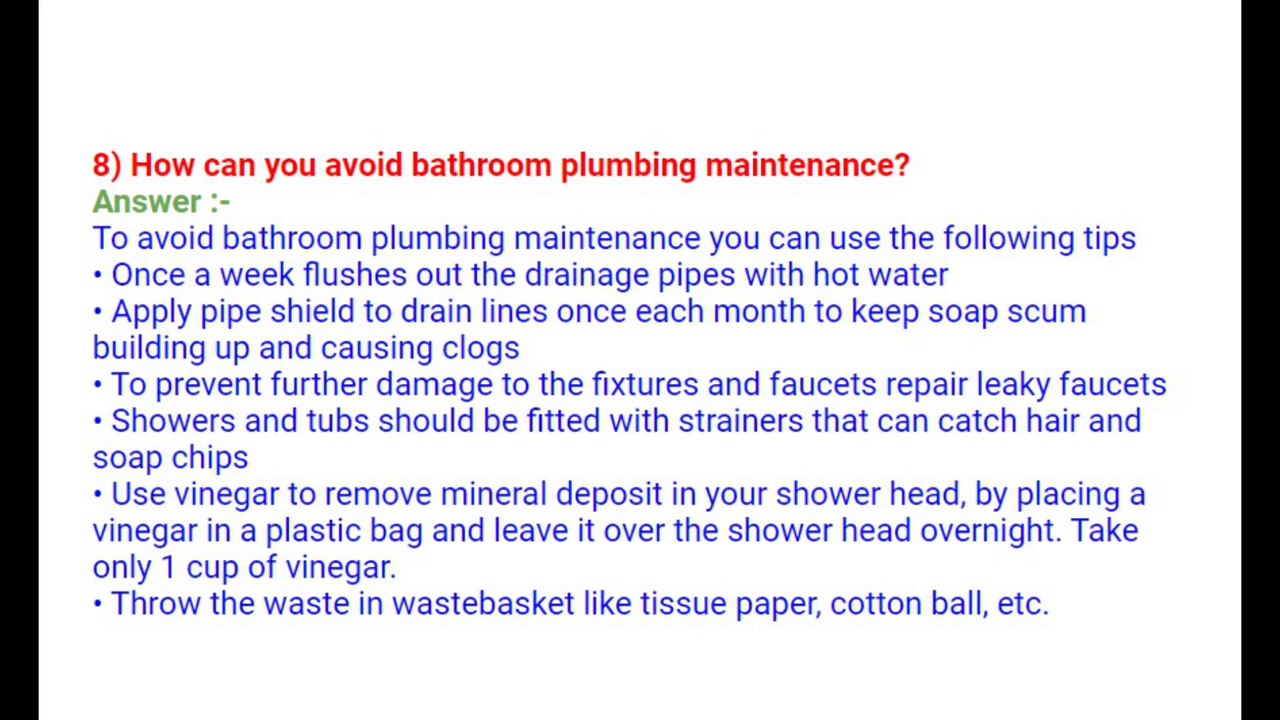 8) How can you avoid bathroom plumbing maintenance?
Answer :-
To avoid bathroom plumbing maintenance you can use the following tips
• Once a week flushes out the drainage pipes with hot water
• Apply pipe shield to drain lines once each month to keep soap scum
building up and causing clogs
• To prevent further damage to the fixtures and faucets repair leaky faucets
• Showers and tubs should be fitted with strainers that can catch hair and
soap chips
• Use vinegar to remove mineral deposit in your shower head, by placing a
vinegar in a plastic bag and leave it over the shower head overnight. Take
only 1 cup of vinegar.
• Throw the waste in wastebasket like tissue paper, cotton ball, etc.